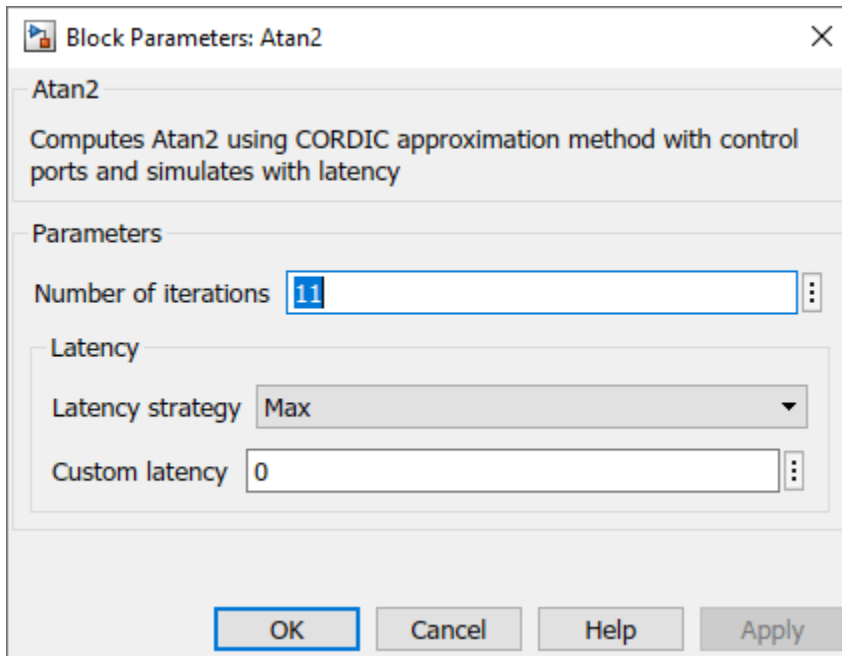 Block Parameters: Atan2
Atan2
Computes Atan2 using CORDIC approximation method with control
ports and simulates with latency
Parameters
Number of iterations 11
Latency
Latency strategy Max
Custom latency 0
OK Cancel Help Apply